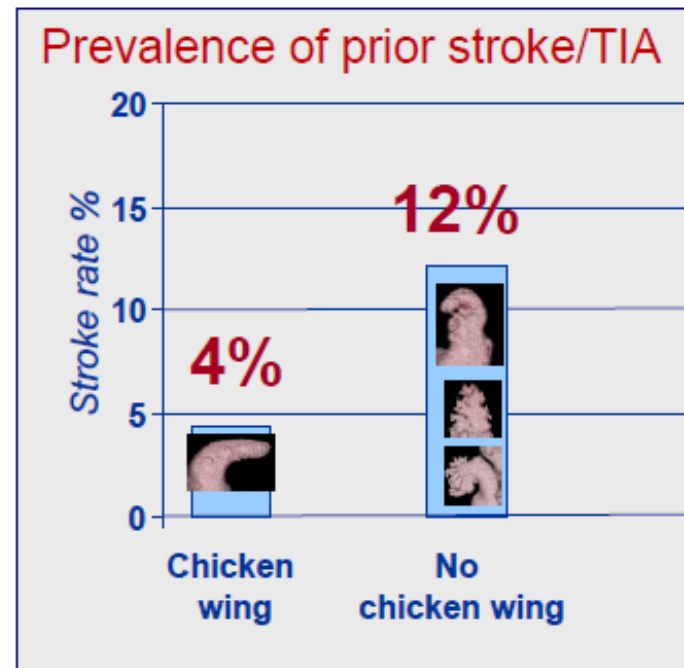 Prevalence of prior stroke/TIA
20
15
10
5
0
Stroke rate %
4%
12%
Chicken
wing
No
chicken wing